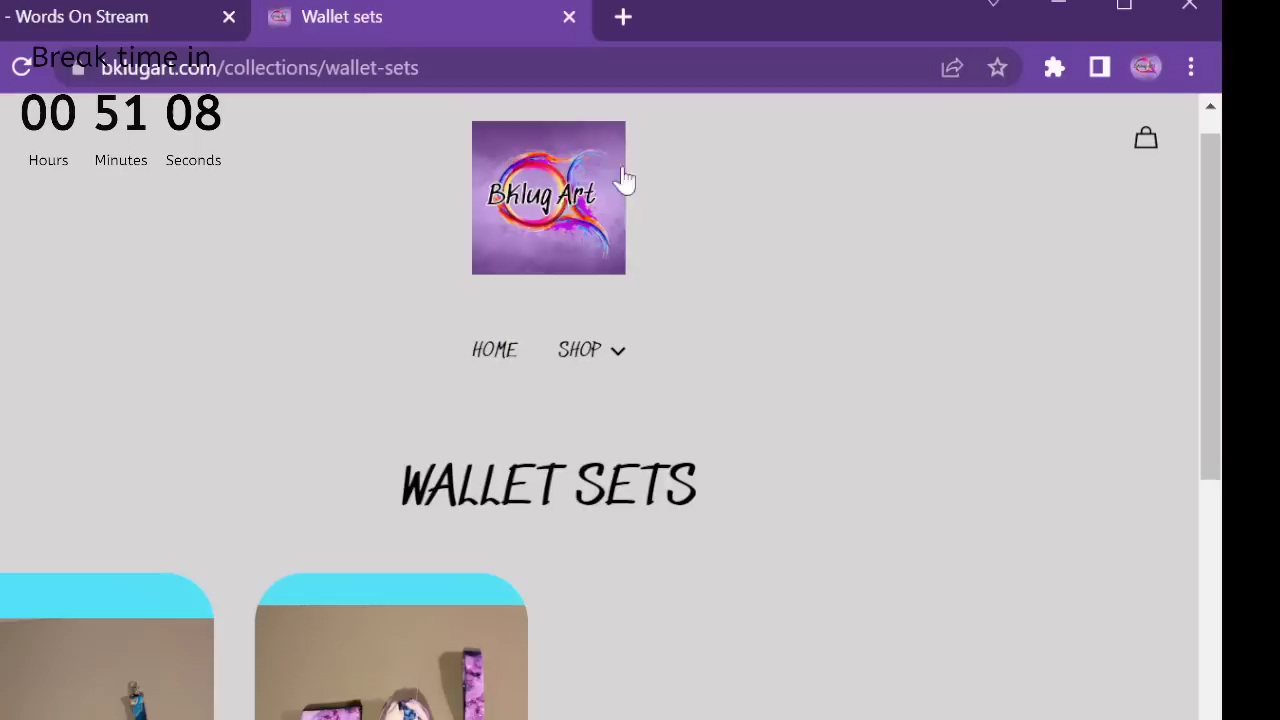 - Words On Stream
Wallet sets
Break time in
bklugart.com/collections/wallet-sets
00 51 08
Hours Minutes Seconds
BKlug Art
HOME SHOP
WALLET SETS